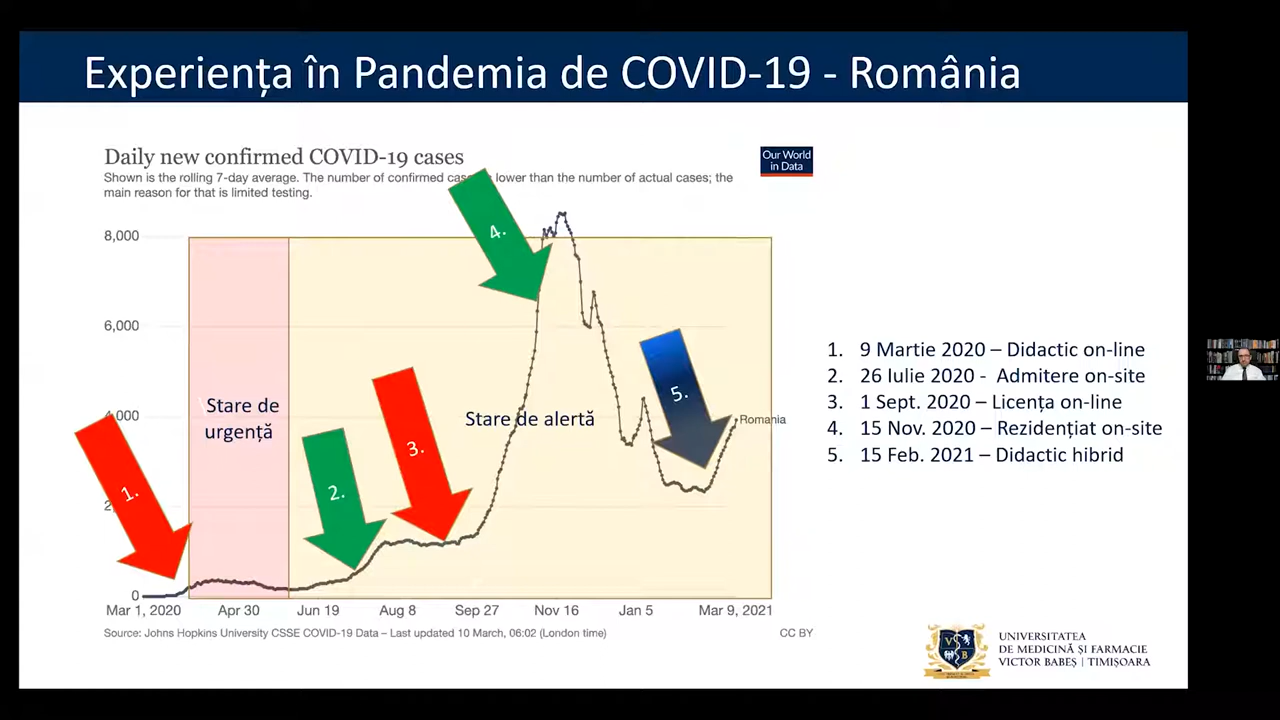 Experiența în Pandemia de COVID-19 - România
Daily new confirmed COVID-19 cases
Our World
in Data
Shown is the rolling 7-day average. The number of confirmed lower than the number of actual cases; the
main reason for that is limited testing.
8,000
6,000
4,000
0
Mar 1, 2020
Apr 30
Jun 19
Aug 8
Sep 27
Nov 16
Jan 5
Mar 9, 2021
Stare de
urgență
Stare de alertă
Romania
1.
2.
3.
4.
5.
Source: Johns Hopkins University CSSE COVID-19 Data – Last updated 10 March, 06:02 (London time)
CC BY
1. 9 Martie 2020 – Didactic on-line
2. 26 Iulie 2020 - Admitere on-site
3. 1 Sept. 2020 – Licența on-line
4. 15 Nov. 2020 – Rezidențiat on-site
5. 15 Feb. 2021 – Didactic hibrid
V B
UNIVERSITATEA
DE MEDICINĂ ȘI FARMACIE
VICTOR BABEȘ | TIMIȘOARA